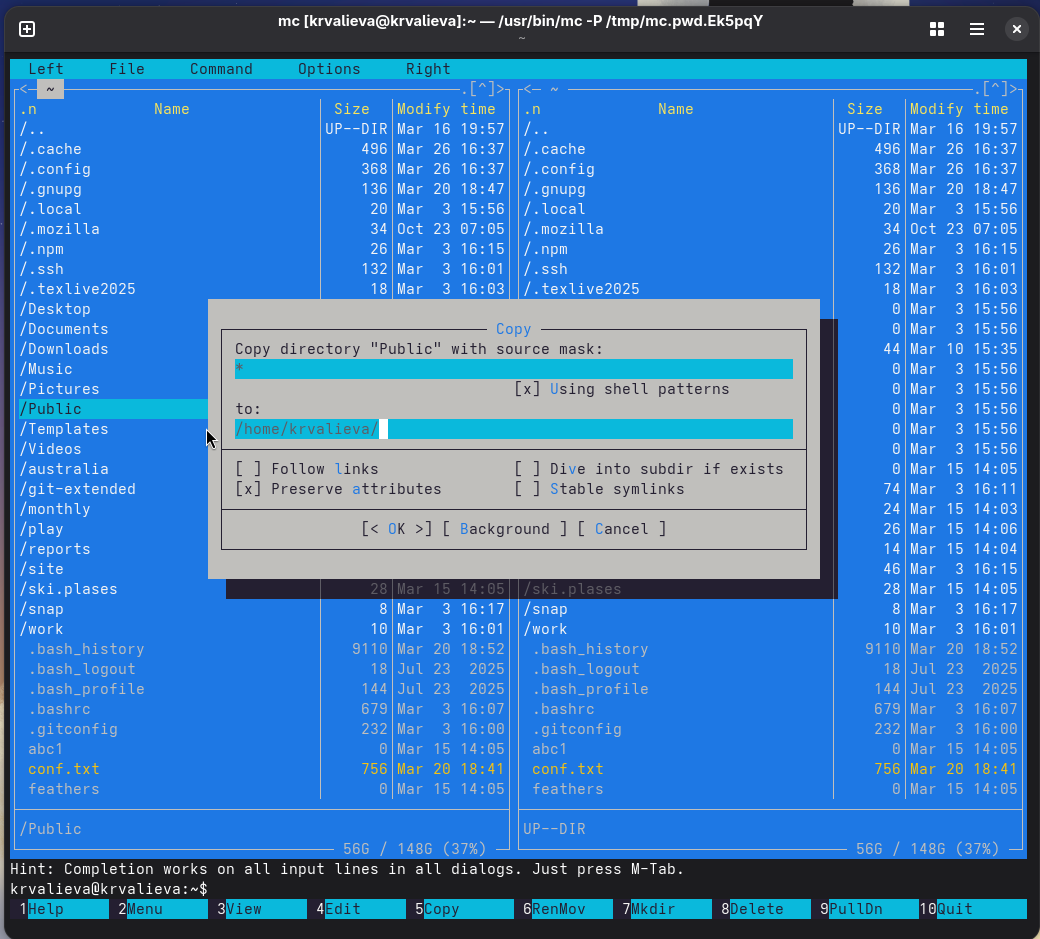 mc [krvalieva@krvalieva]:~ — /usr/bin/mc -P /tmp/mc.pwd.Ek5pqY
~
Left File Command Options Right
<— ~ .[^]> <— ~ .[^]>
.n Name Size Modify time .n Name Size Modify time
/.. UP--DIR Mar 16 19:57 /.. UP--DIR Mar 16 19:57
/.cache 496 Mar 26 16:37 /.cache 496 Mar 26 16:37
/.config 368 Mar 26 16:37 /.config 368 Mar 26 16:37
/.gnupg 136 Mar 20 18:47 /.gnupg 136 Mar 20 18:47
/.local 20 Mar 3 15:56 /.local 20 Mar 3 15:56
/.mozilla 34 Oct 23 07:05 /.mozilla 34 Oct 23 07:05
/.npm 26 Mar 3 16:15 /.npm 26 Mar 3 16:15
/.ssh 132 Mar 3 16:01 /.ssh 132 Mar 3 16:01
/.texlive2025 18 Mar 3 16:03 /.texlive2025 18 Mar 3 16:03
/Desktop 0 Mar 3 15:56
/Documents 0 Mar 3 15:56
/Downloads 44 Mar 10 15:35
/Music 0 Mar 3 15:56
/Pictures 0 Mar 3 15:56
/Public 0 Mar 3 15:56
/Templates 0 Mar 3 15:56
/Videos 0 Mar 3 15:56
/australia 0 Mar 15 14:05
/git-extended 74 Mar 3 16:11
/monthly 24 Mar 15 14:03
/play 26 Mar 15 14:06
/reports 14 Mar 15 14:04
/site 46 Mar 3 16:15
Copy
Copy directory "Public" with source mask:
*
[x] Using shell patterns
to:
/home/krvalieva/
[ ] Follow links [ ] Dive into subdir if exists
[x] Preserve attributes [ ] Stable symlinks
[< OK >] [ Background ] [ Cancel ]
/ski.plases 28 Mar 15 14:05 /ski.plases 28 Mar 15 14:05
/snap 8 Mar 3 16:17 /snap 8 Mar 3 16:17
/work 10 Mar 3 16:01 /work 10 Mar 3 16:01
.bash_history 9110 Mar 20 18:52 .bash_history 9110 Mar 20 18:52
.bash_logout 18 Jul 23 2025 .bash_logout 18 Jul 23 2025
.bash_profile 144 Jul 23 2025 .bash_profile 144 Jul 23 2025
.bashrc 679 Mar 3 16:07 .bashrc 679 Mar 3 16:07
.gitconfig 232 Mar 3 16:00 .gitconfig 232 Mar 3 16:00
abc1 0 Mar 15 14:05 abc1 0 Mar 15 14:05
conf.txt 756 Mar 20 18:41 conf.txt 756 Mar 20 18:41
feathers 0 Mar 15 14:05 feathers 0 Mar 15 14:05
/Public UP--DIR
56G / 148G (37%) 56G / 148G (37%)
Hint: Completion works on all input lines in all dialogs. Just press M-Tab.
krvalieva@krvalieva:~$
1Help 2Menu 3View 4Edit 5Copy 6RenMov 7Mkdir 8Delete 9PullDn 10Quit